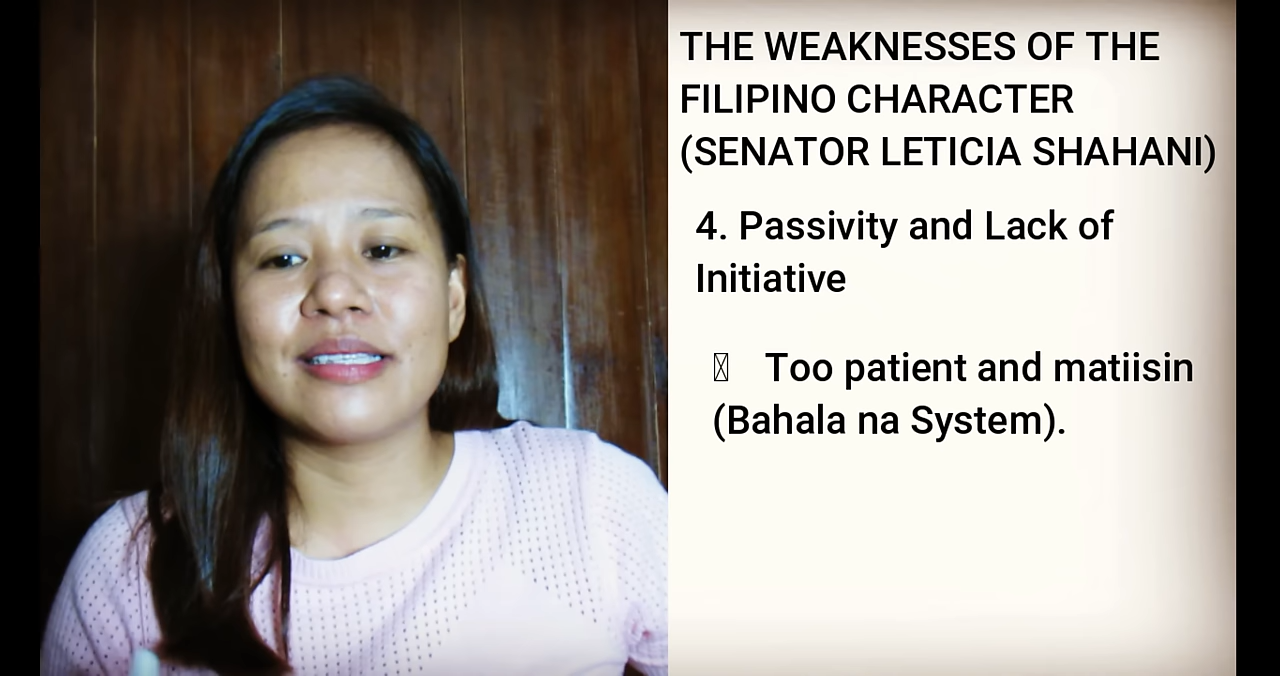 THE WEAKNESSES OF THE
FILIPINO CHARACTER
(SENATOR LETICIA SHAHANI)
4. Passivity and Lack of
Initiative
Too patient and matiisin
(Bahala na System).